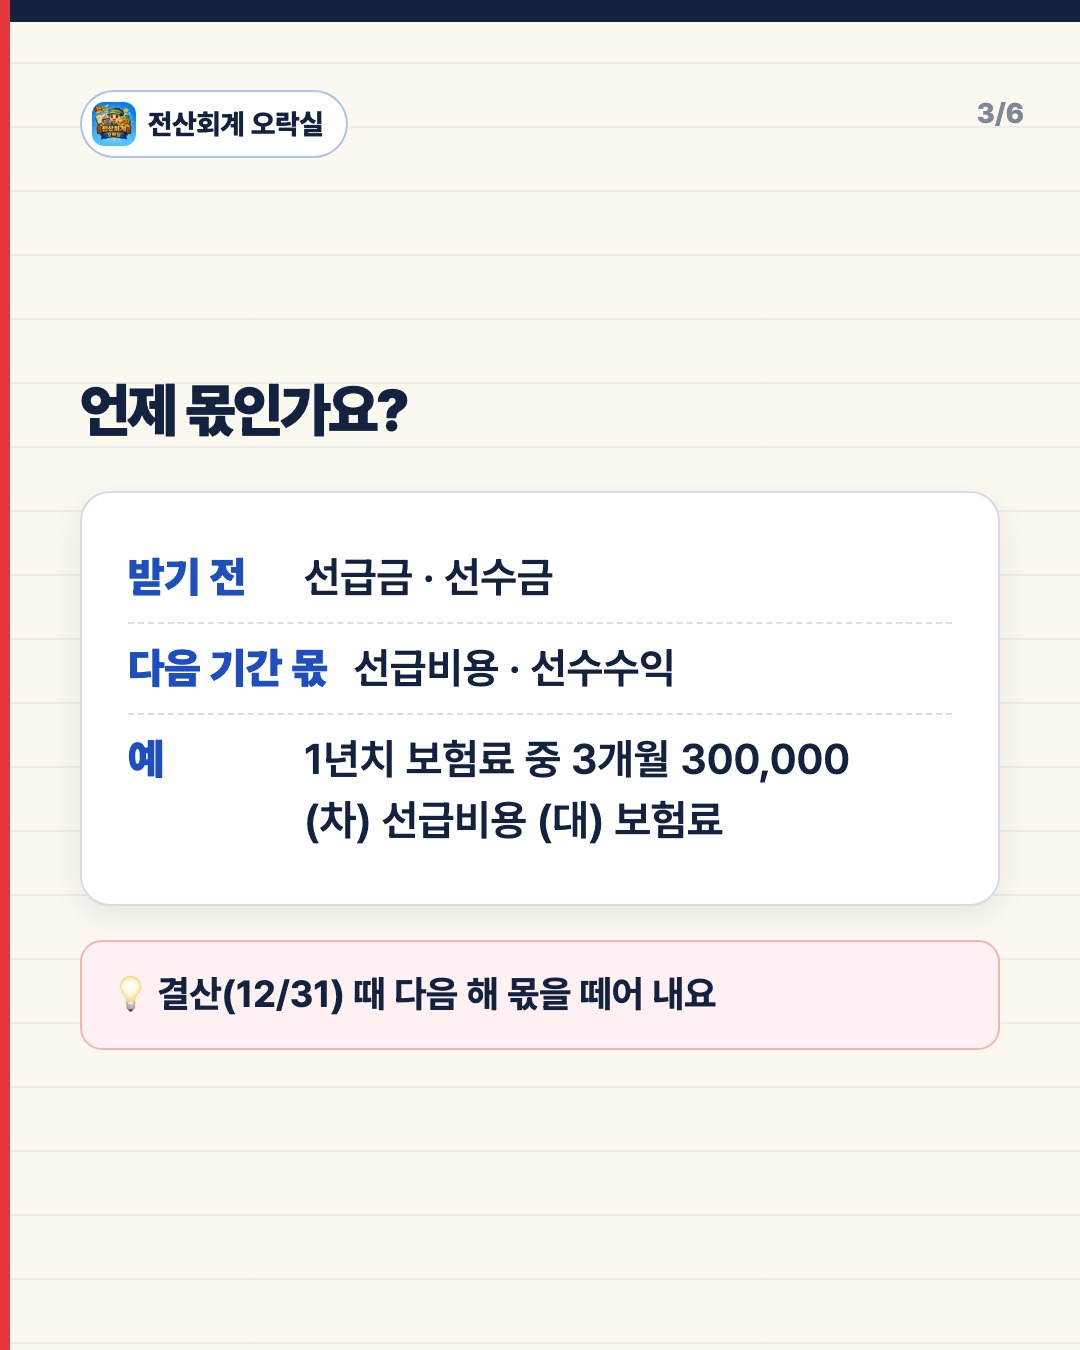 전산회계 오락실
3/6
언제 몫인가요?
받기 전 선급금 · 선수금
다음 기간 몫 선급비용 · 선수수익
예 1년치 보험료 중 3개월 300,000
(차) 선급비용 (대) 보험료
💡 결산(12/31) 때 다음 해 몫을 떼어 내요